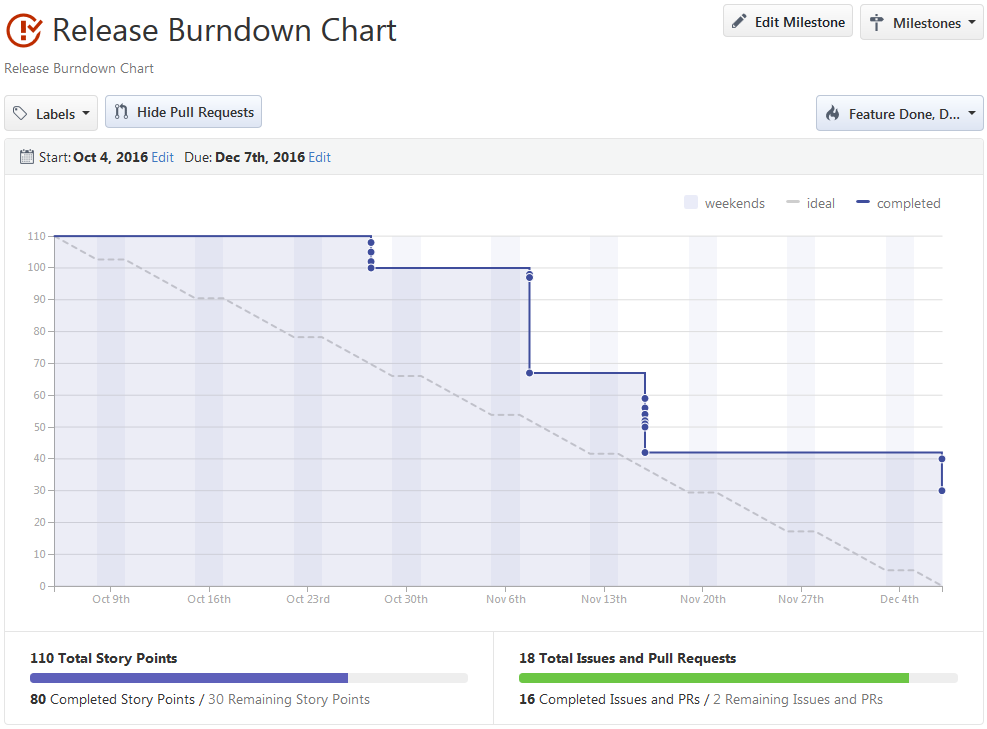 Release Burndown Chart
Edit Milestone
Milestones
Release Burndown Chart
Labels
Hide Pull Requests
Feature Done, D...
Start: Oct 4, 2016 Edit Due: Dec 7th, 2016 Edit
weekends ideal completed
110
100
90
80
70
60
50
40
30
20
10
0
Oct 9th Oct 16th Oct 23rd Oct 30th Nov 6th Nov 13th Nov 20th Nov 27th Dec 4th
110 Total Story Points
80 Completed Story Points / 30 Remaining Story Points
18 Total Issues and Pull Requests
16 Completed Issues and PRs / 2 Remaining Issues and PRs